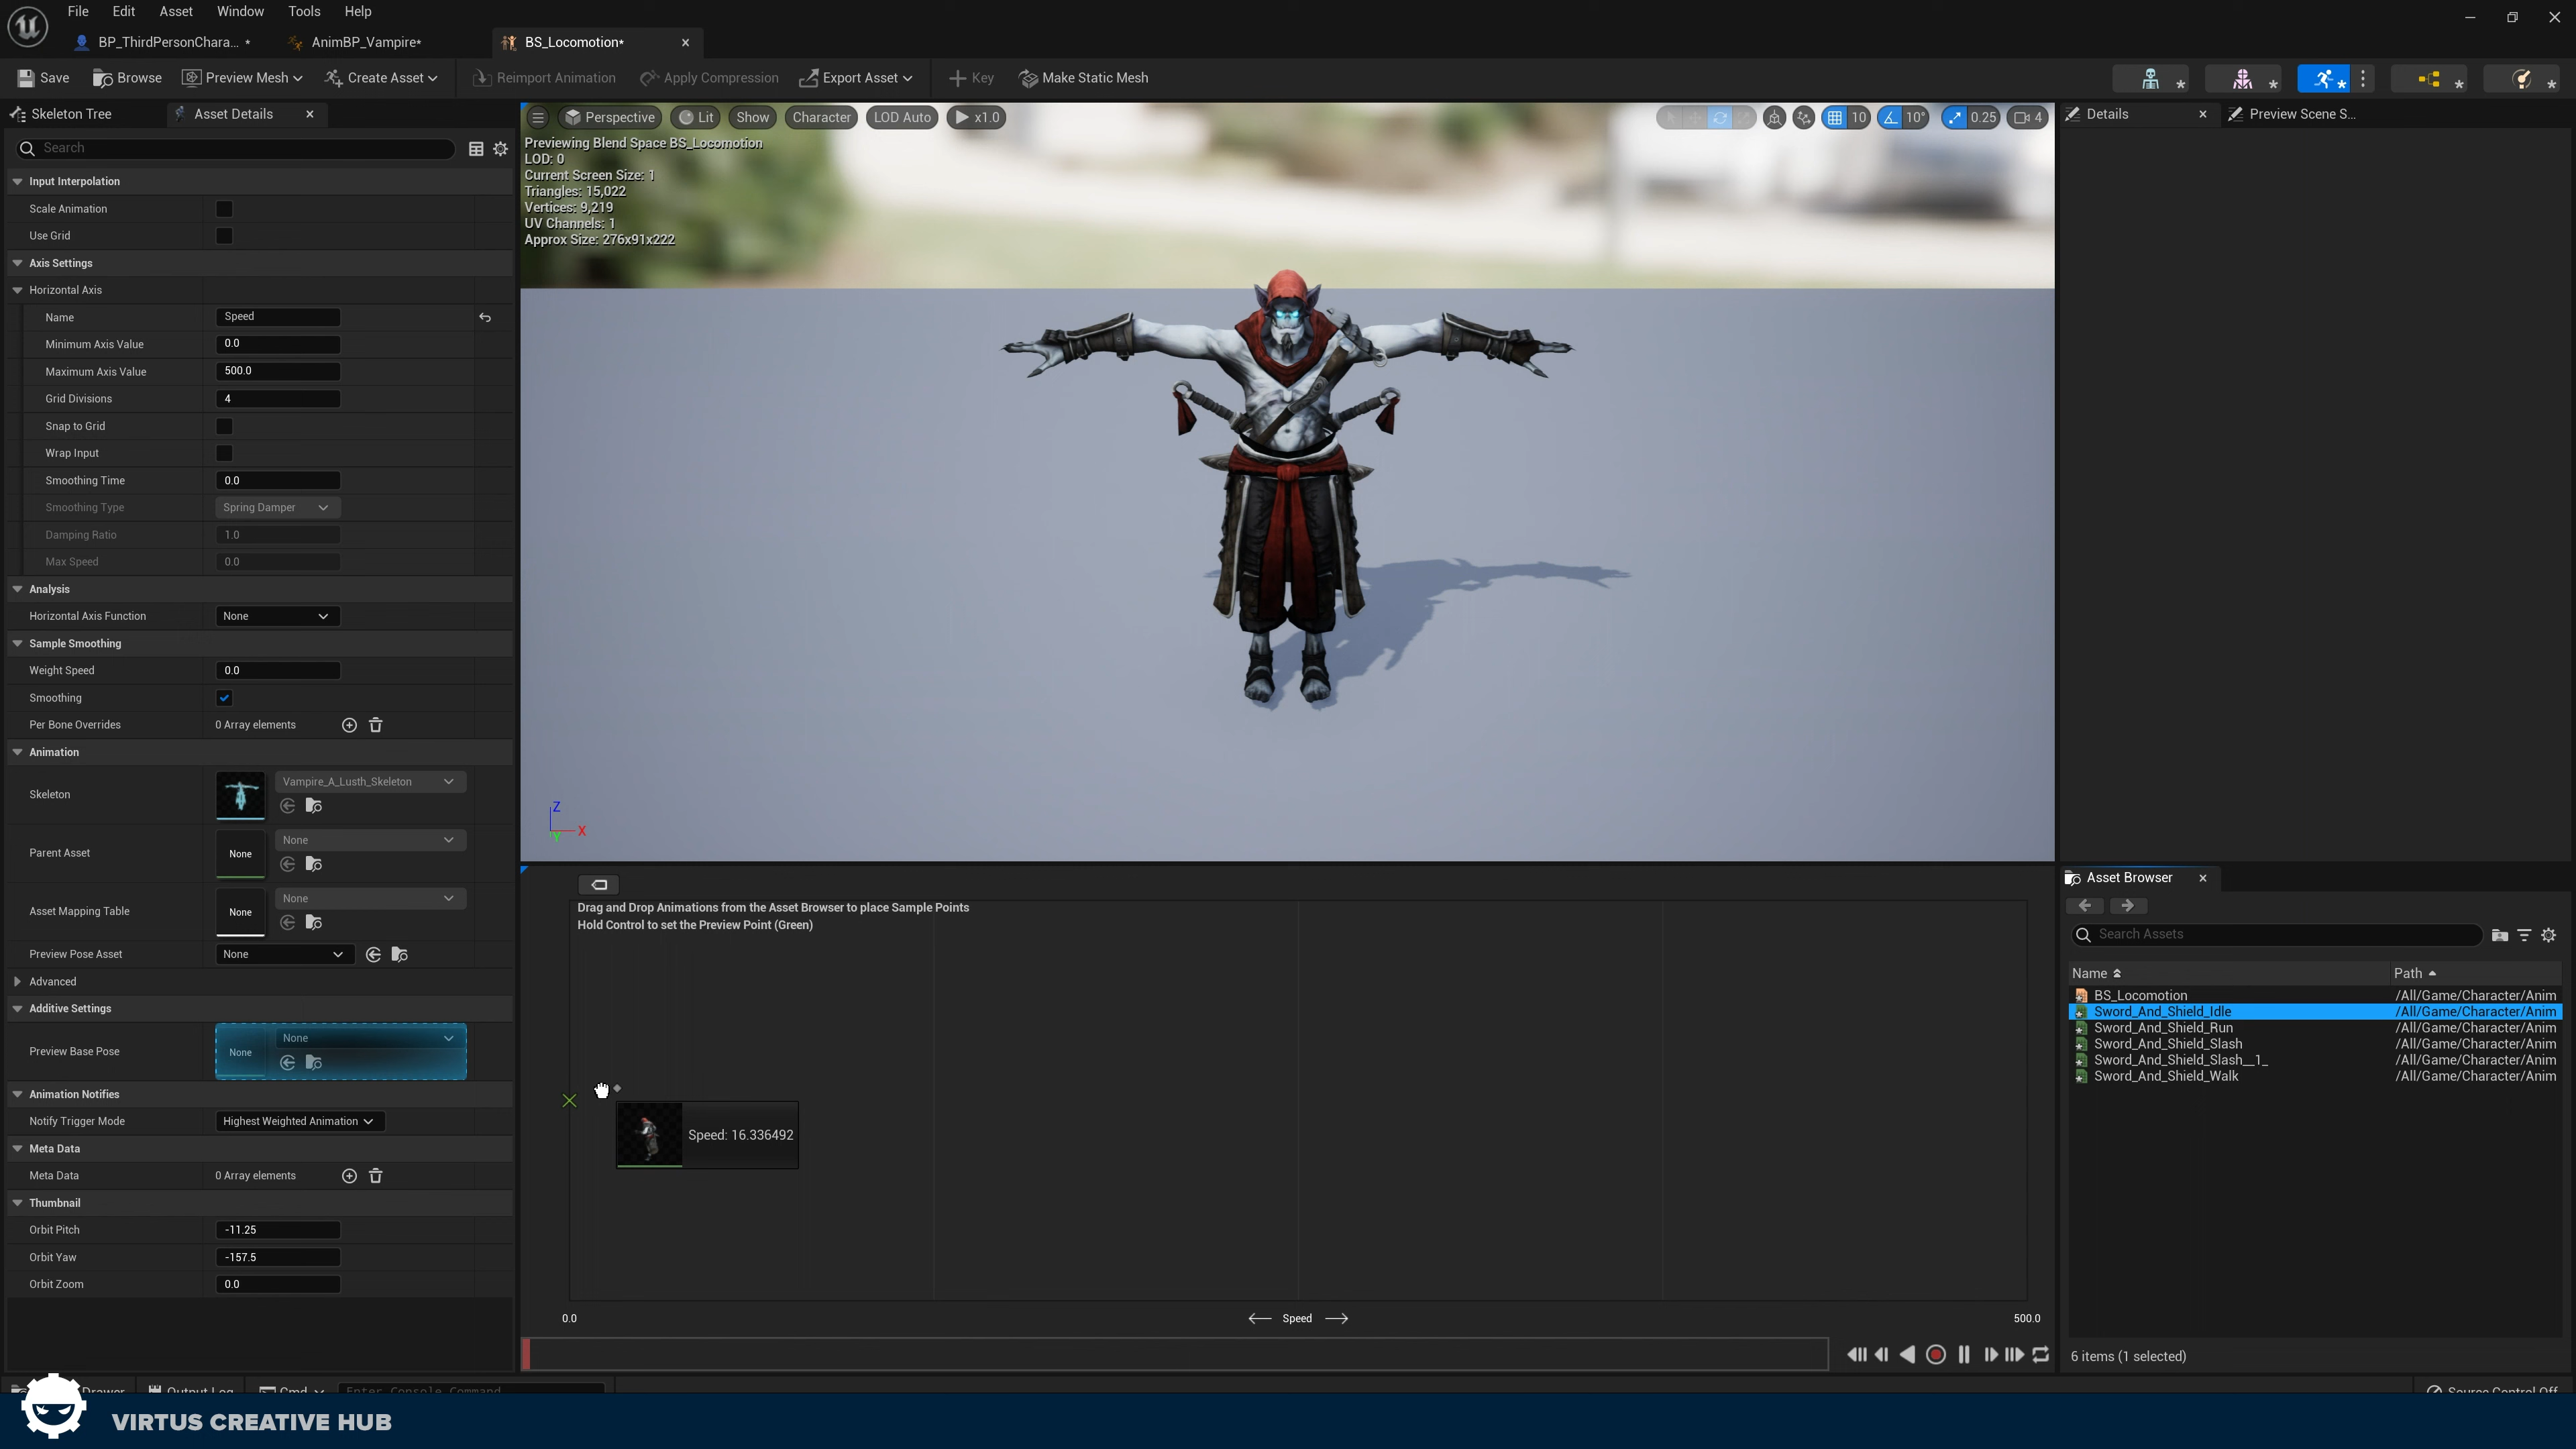 File Edit Asset Window Tools Help
BP_ThirdPersonChara... * AnimBP_Vampire* BS_Locomotion*
Save Browse Preview Mesh Create Asset Reimport Animation Apply Compression Export Asset Key Make Static Mesh
Skeleton Tree Asset Details
Search
Input Interpolation
Scale Animation
Use Grid
Axis Settings
Horizontal Axis
Name Speed
Minimum Axis Value 0.0
Maximum Axis Value 500.0
Grid Divisions 4
Snap to Grid
Wrap Input
Smoothing Time 0.0
Smoothing Type Spring Damper
Damping Ratio 1.0
Max Speed 0.0
Analysis
Horizontal Axis Function None
Sample Smoothing
Weight Speed 0.0
Smoothing
Per Bone Overrides 0 Array elements
Animation
Skeleton Vampire_A_Lusth_Skeleton
Parent Asset None None
Asset Mapping Table None None
Preview Pose Asset None
Advanced
Additive Settings
Preview Base Pose None None
Animation Notifies
Notify Trigger Mode Highest Weighted Animation
Meta Data
Meta Data 0 Array elements
Thumbnail
Orbit Pitch -11.25
Orbit Yaw -157.5
Orbit Zoom 0.0
Perspective Lit Show Character LOD Auto x1.0 10 10° 0.25 4
Previewing Blend Space BS_Locomotion
LOD: 0
Current Screen Size: 1
Triangles: 15,022
Vertices: 9,219
UV Channels: 1
Approx Size: 276x91x222
Z
X
Y
Drag and Drop Animations from the Asset Browser to place Sample Points
Hold Control to set the Preview Point (Green)
Speed: 16.336492
0.0 Speed 500.0
Details Preview Scene S...
Asset Browser
Search Assets
Name Path
BS_Locomotion /All/Game/Character/Anim
Sword_And_Shield_Idle /All/Game/Character/Anim
Sword_And_Shield_Run /All/Game/Character/Anim
Sword_And_Shield_Slash /All/Game/Character/Anim
Sword_And_Shield_Slash__1_ /All/Game/Character/Anim
Sword_And_Shield_Walk /All/Game/Character/Anim
6 items (1 selected)
Drawer Output Log Cmd Enter Console Command Source Control Off
VIRTUS CREATIVE HUB